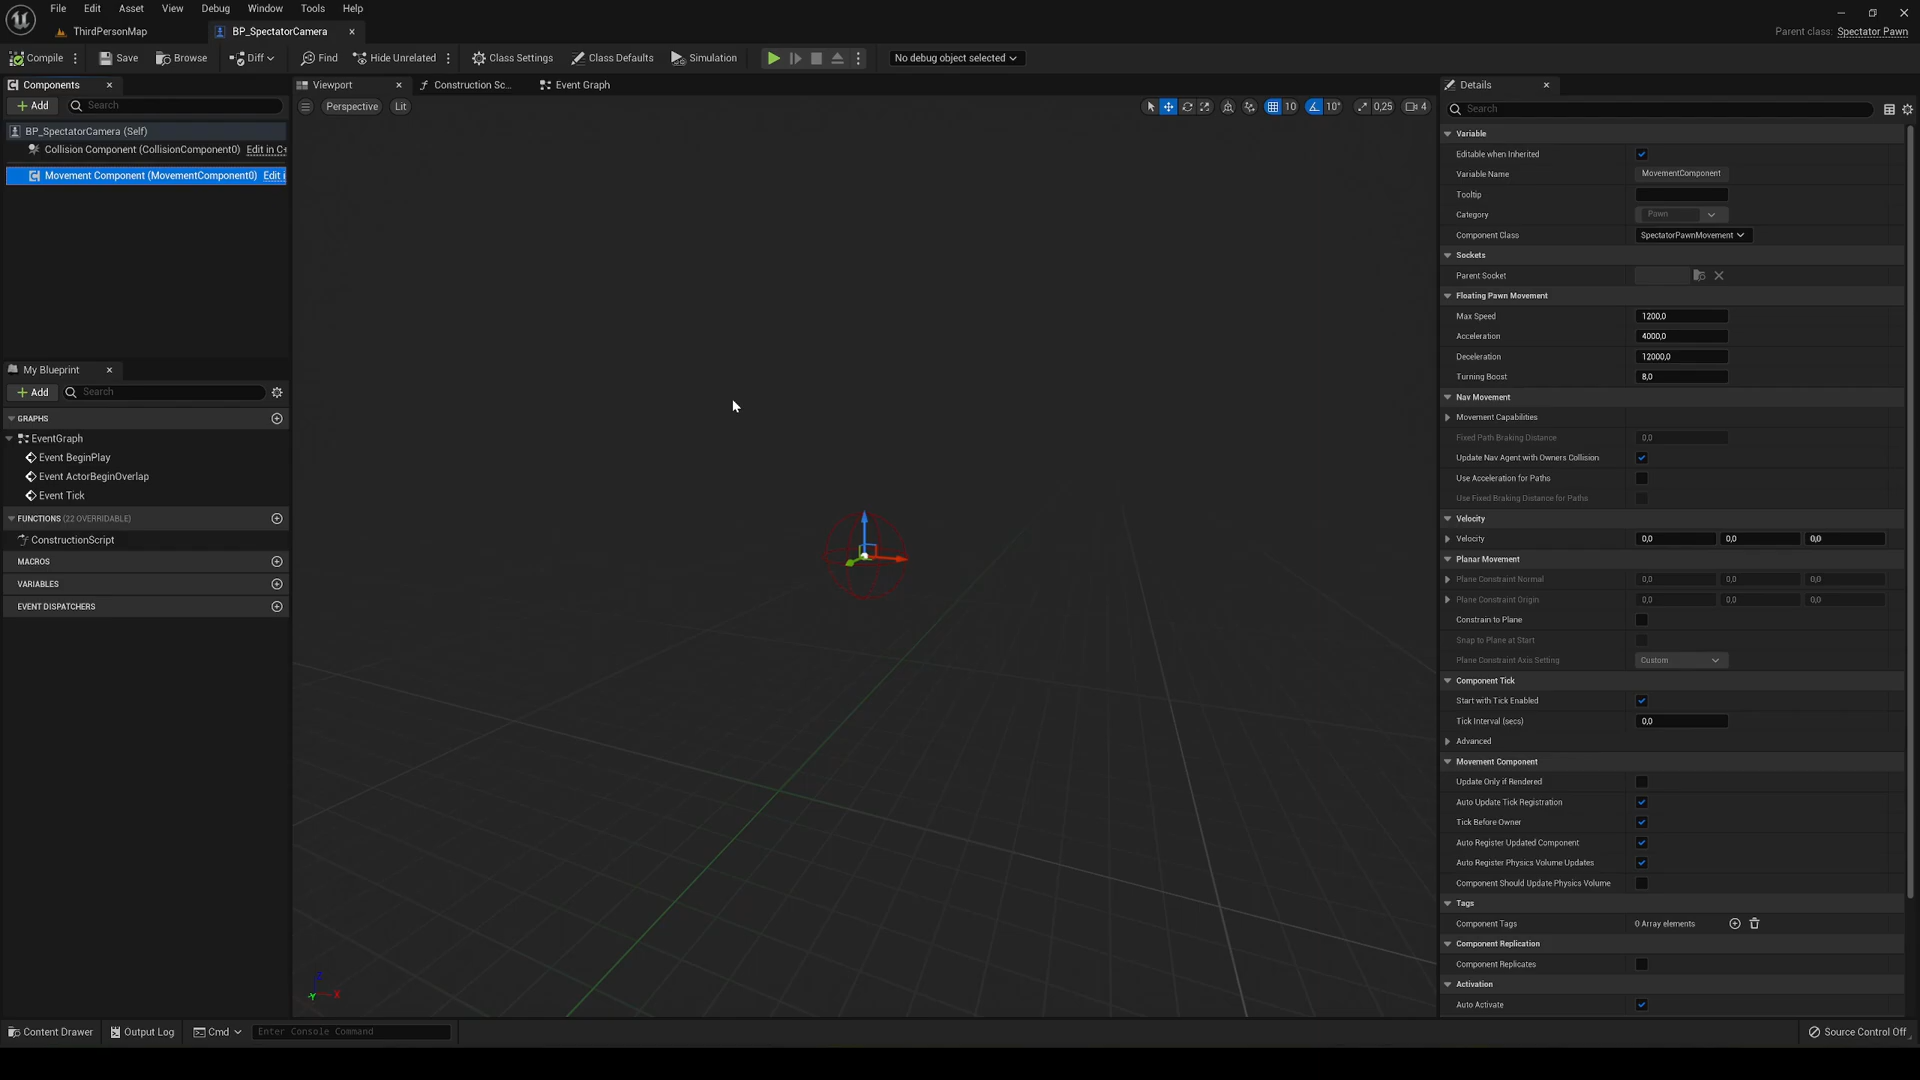 File Edit Asset View Debug Window Tools Help
ThirdPersonMap
BP_SpectatorCamera
Parent class: Spectator Pawn
Compile Save Browse Diff Find Hide Unrelated Class Settings Class Defaults Simulation No debug object selected
Components
Add Search
BP_SpectatorCamera (Self)
Collision Component (CollisionComponent0) Edit in C+
Movement Component (MovementComponent0) Edit i
My Blueprint
Add Search
GRAPHS
EventGraph
Event BeginPlay
Event ActorBeginOverlap
Event Tick
FUNCTIONS (22 OVERRIDABLE)
ConstructionScript
MACROS
VARIABLES
EVENT DISPATCHERS
Viewport Construction Sc... Event Graph
Perspective Lit
10 10° 0,25 4
Z
Y X
Details
Search
Variable
Editable when Inherited
Variable Name MovementComponent
Tooltip
Category Pawn
Component Class SpectatorPawnMovement
Sockets
Parent Socket
Floating Pawn Movement
Max Speed 1200,0
Acceleration 4000,0
Deceleration 12000,0
Turning Boost 8,0
Nav Movement
Movement Capabilities
Fixed Path Braking Distance 0,0
Update Nav Agent with Owners Collision
Use Acceleration for Paths
Use Fixed Braking Distance for Paths
Velocity
Velocity 0,0 0,0 0,0
Planar Movement
Plane Constraint Normal 0,0 0,0 0,0
Plane Constraint Origin 0,0 0,0 0,0
Constrain to Plane
Snap to Plane at Start
Plane Constraint Axis Setting Custom
Component Tick
Start with Tick Enabled
Tick Interval (secs) 0,0
Advanced
Movement Component
Update Only if Rendered
Auto Update Tick Registration
Tick Before Owner
Auto Register Updated Component
Auto Register Physics Volume Updates
Component Should Update Physics Volume
Tags
Component Tags 0 Array elements
Component Replication
Component Replicates
Activation
Auto Activate
Content Drawer Output Log Cmd Enter Console Command Source Control Off